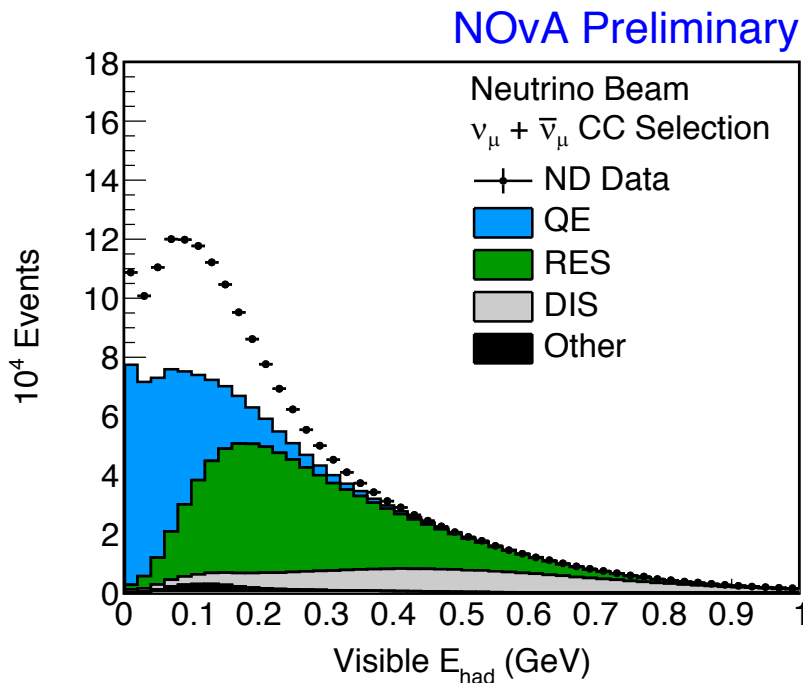 NOvA Preliminary
18
16
14
12
10
8
6
4
2
0
10⁴ Events
Neutrino Beam
νμ + ν̅μ CC Selection
ND Data
QE
RES
DIS
Other
0 0.1 0.2 0.3 0.4 0.5 0.6 0.7 0.8 0.9 1
Visible E_had (GeV)